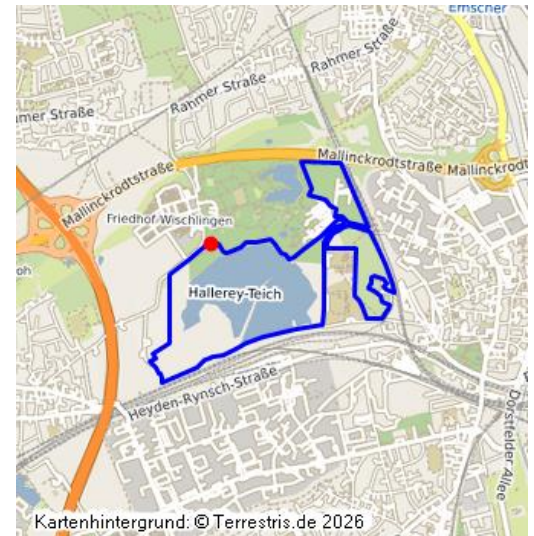 Emscher
Rahmer Straße
Rahmer Straße
mer Straße
Mallinckrodtstraße
Mallinckrodt
Mallinckrodtstraße
Friedhof Wischlingen
oh
Hallerey-Teich
Heyden-Rynsch-Straße
Dorstfelder Allee
Kartenhintergrund: © Terrestris.de 2026